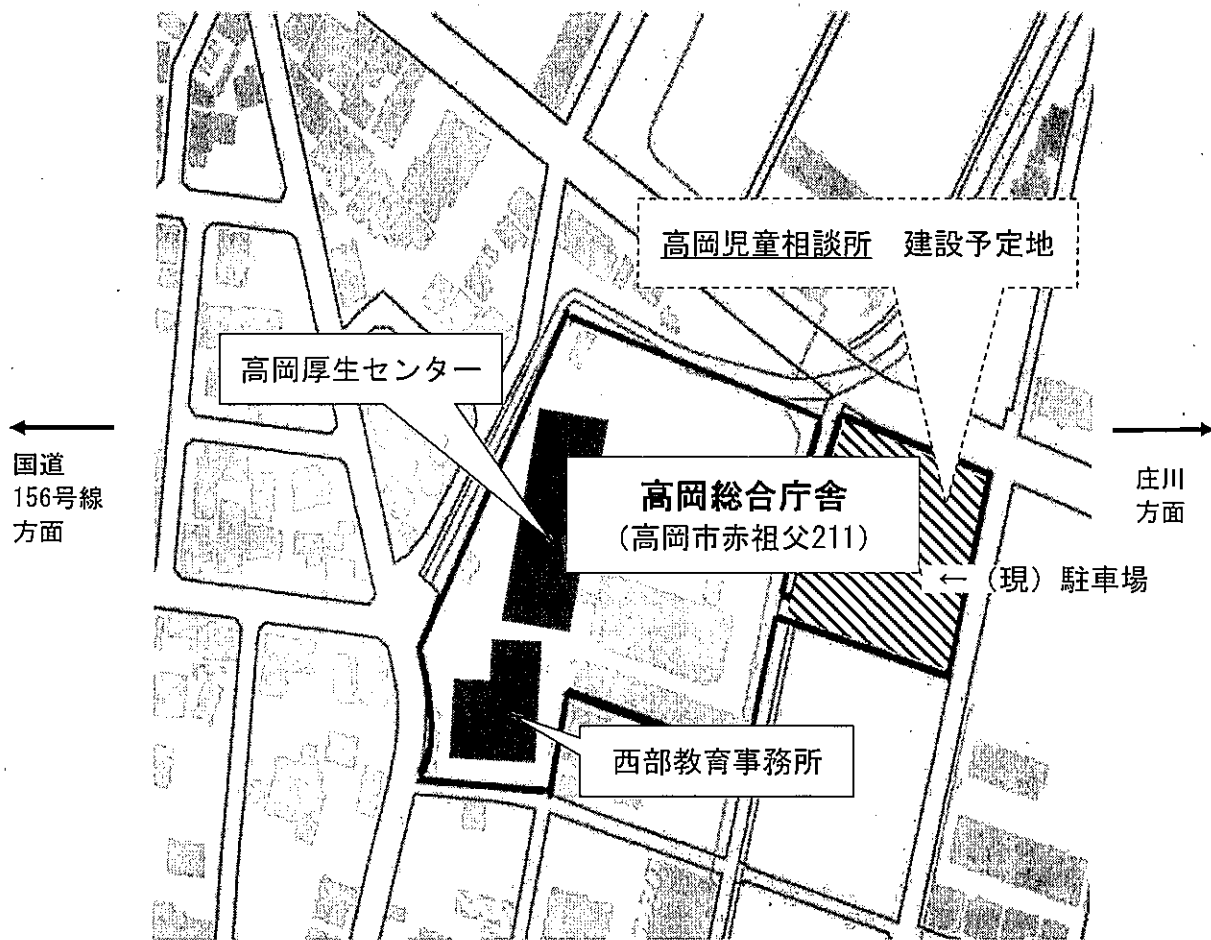 高岡児童相談所　建設予定地
高岡厚生センター
国道
156号線
方面
高岡総合庁舎
（高岡市赤祖父211）
庄川
方面
←（現）駐車場
西部教育事務所